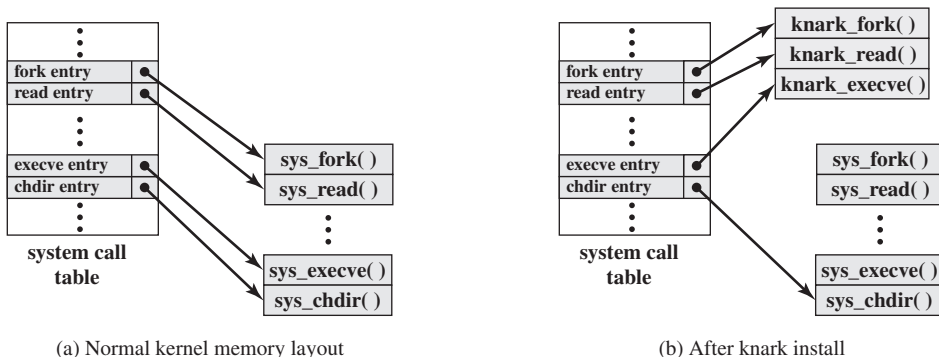 fork entry
read entry
execve entry
chdir entry
system call
table
sys_fork( )
sys_read( )
sys_execve( )
sys_chdir( )
(a) Normal kernel memory layout
fork entry
read entry
execve entry
chdir entry
system call
table
knark_fork( )
knark_read( )
knark_execve( )
sys_fork( )
sys_read( )
sys_execve( )
sys_chdir( )
(b) After knark install